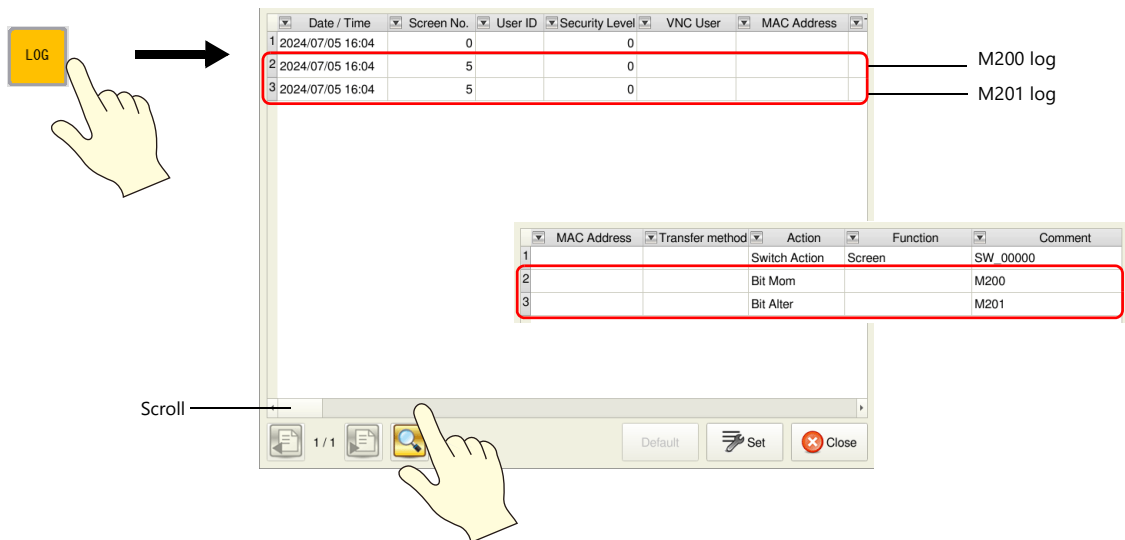 LOG
Date / Time Screen No. User ID Security Level VNC User MAC Address
1 2024/07/05 16:04 0 0
2 2024/07/05 16:04 5 0
3 2024/07/05 16:04 5 0
M200 log
M201 log
MAC Address Transfer method Action Function Comment
1 Switch Action Screen SW_00000
2 Bit Mom M200
3 Bit Alter M201
Scroll
1 / 1 Default Set Close